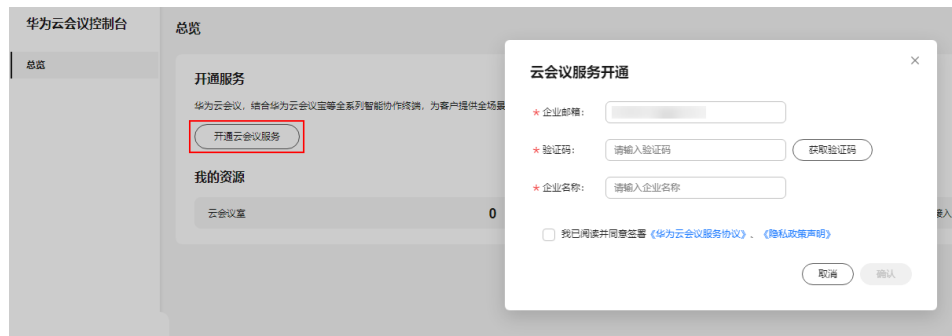 华为云会议控制台
总览
总览
开通服务
华为云会议，结合华为云会议宝等全系列智能协作终端，为客户提供全场景
开通云会议服务
我的资源
云会议室 0
接入
云会议服务开通
* 企业邮箱:
* 验证码: 请输入验证码 获取验证码
* 企业名称: 请输入企业名称
我已阅读并同意签署《华为云会议服务协议》、《隐私政策声明》
取消 确认